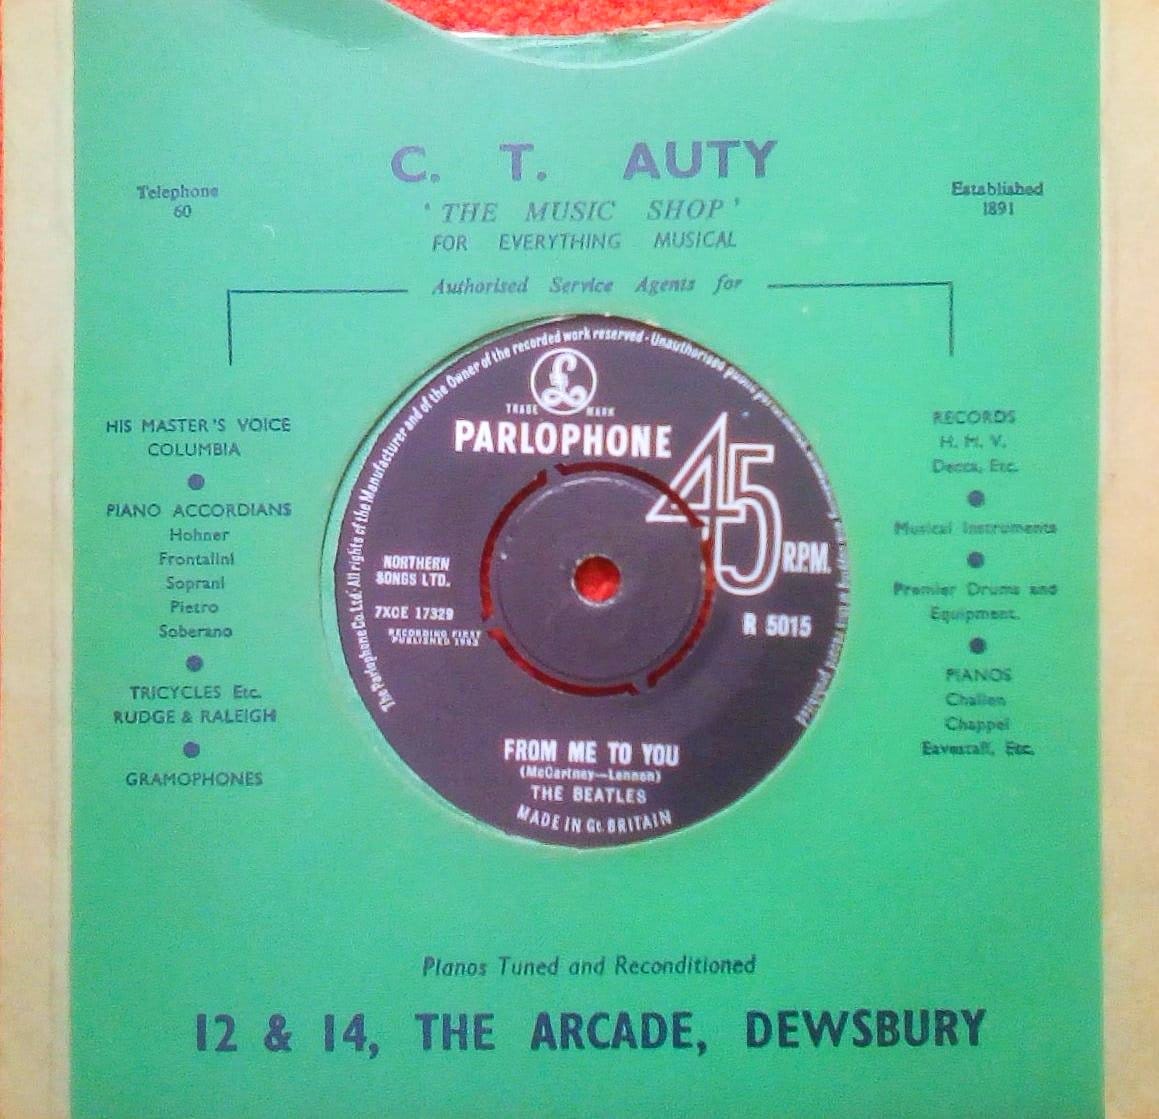 C. T. AUTY
Telephone
60
Established
1891
' THE MUSIC SHOP '
FOR EVERYTHING MUSICAL
Authorised Service Agents for
HIS MASTER'S VOICE
COLUMBIA
PIANO ACCORDIANS
Hohner
Frontalini
Soprani
Pietro
Soberano
TRICYCLES Etc.
RUDGE & RALEIGH
GRAMOPHONES
The Parlophone Co. Ltd. All rights of the Manufacturer and of the Owner of the recorded work reserved · Unauthorised public
£
TRADE MARK
PARLOPHONE
45
R.P.M.
NORTHERN
SONGS LTD.
7XCE 17329
RECORDING FIRST
PUBLISHED 1963
R 5015
FROM ME TO YOU
(McCartney—Lennon)
THE BEATLES
MADE IN Gt. BRITAIN
RECORDS
H. M. V.
Decca, Etc.
Musical Instruments
Premier Drums and
Equipment.
PIANOS
Challen
Chappel
Eavestaff, Etc.
Pianos Tuned and Reconditioned
12 & 14, THE ARCADE, DEWSBURY